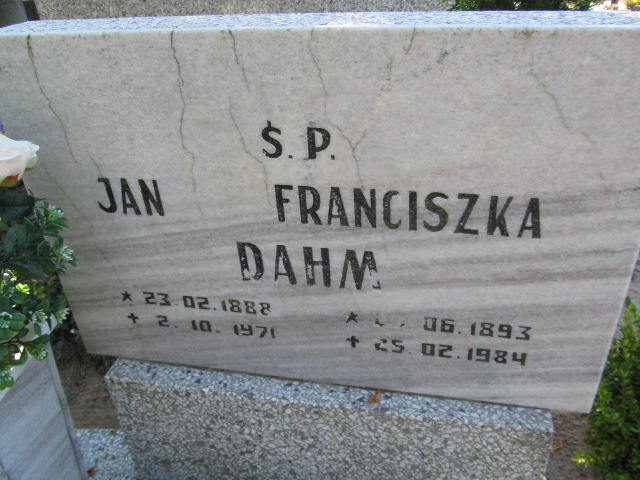 Ś.P.
JAN FRANCISZKA
DAHM
* 23.02.1888
+ 2.10.1971
* 06.1893
+ 25.02.1984